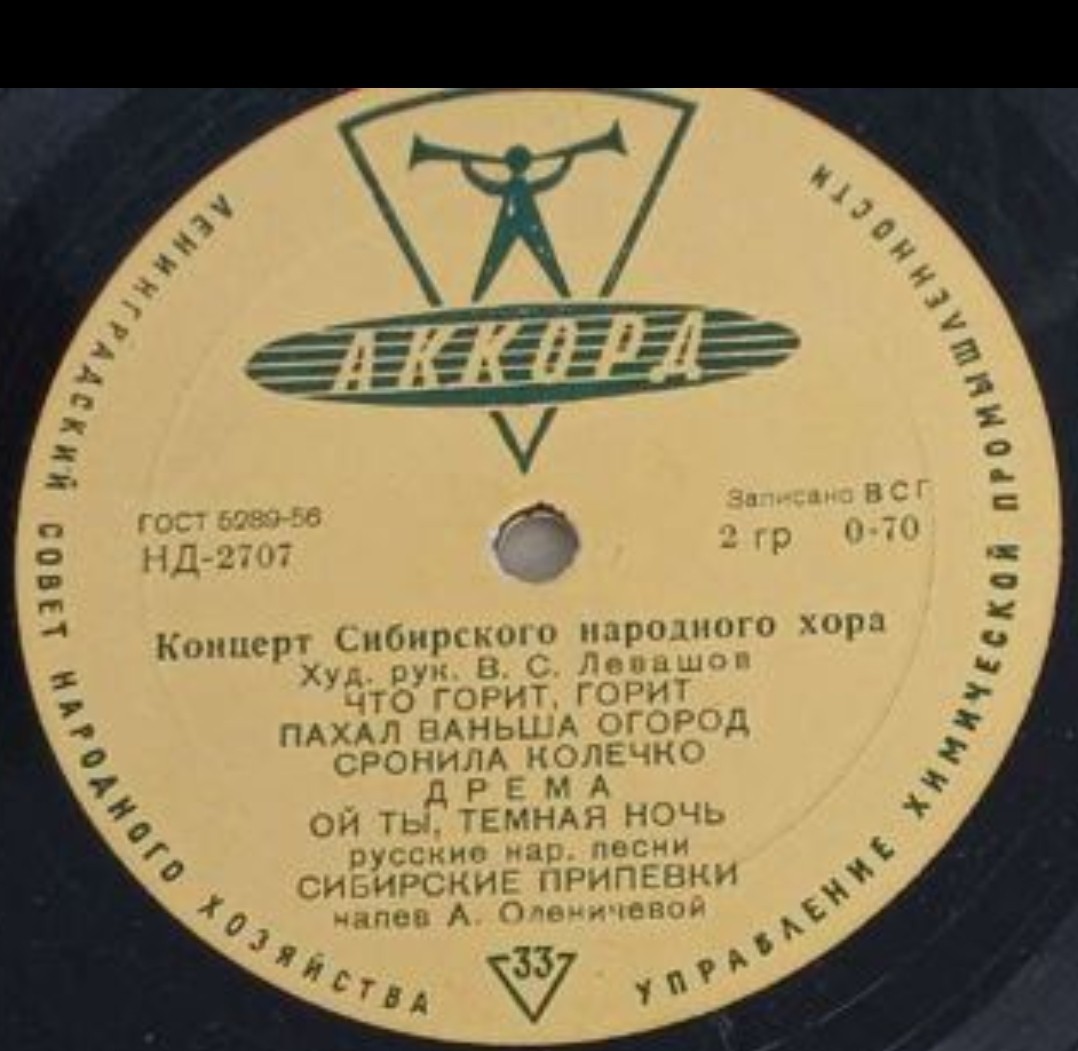 АККОРД
ЛЕНИНГРАДСКИЙ СОВЕТ НАРОДНОГО ХОЗЯЙСТВА
УПРАВЛЕНИЕ ХИМИЧЕСКОЙ ПРОМЫШЛЕННОСТИ
ГОСТ 5289-56
НД-2707
Записано ВСГ
2 гр 0-70
Концерт Сибирского народного хора
Худ. рук. В. С. Левашов
ЧТО ГОРИТ, ГОРИТ
ПАХАЛ ВАНЬША ОГОРОД
СРОНИЛА КОЛЕЧКО
ДРЕМА
ОЙ ТЫ, ТЕМНАЯ НОЧЬ
русские нар. песни
СИБИРСКИЕ ПРИПЕВКИ
напев А. Оленичевой
33